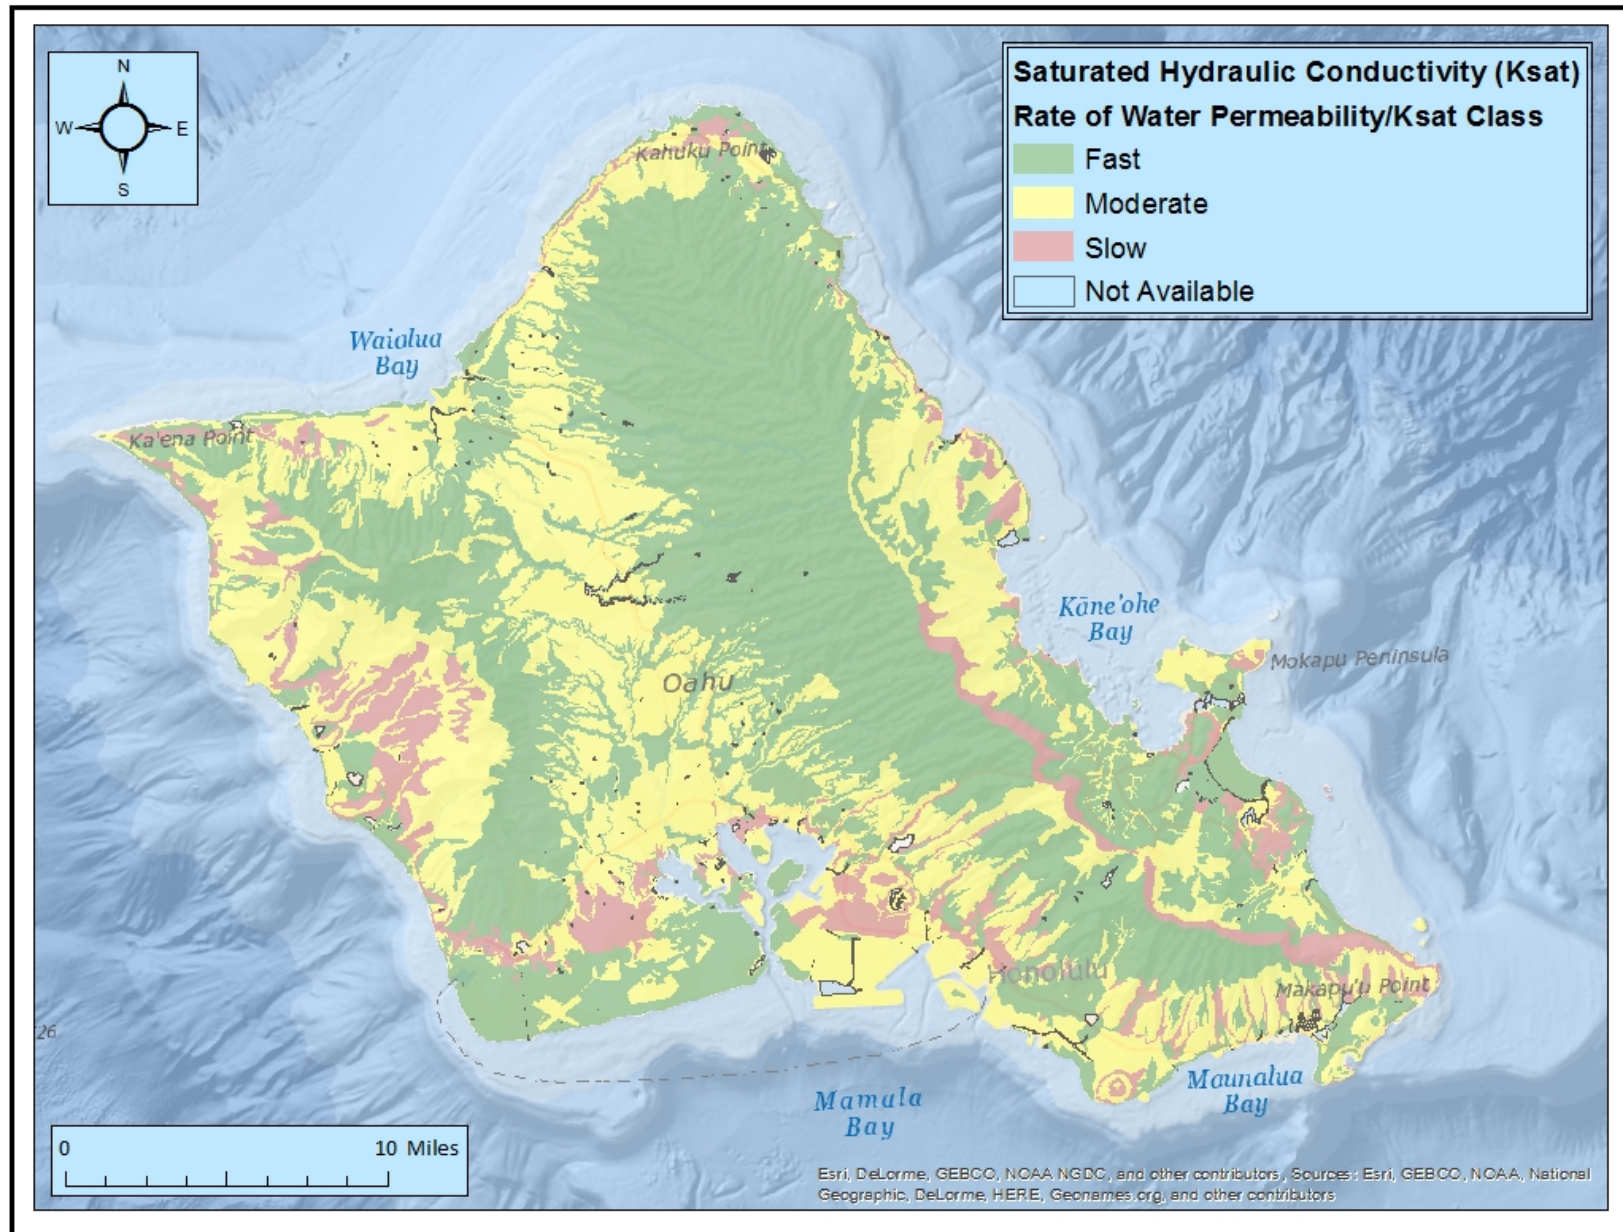 N
W
E
S
Saturated Hydraulic Conductivity (Ksat)
Rate of Water Permeability/Ksat Class
Fast
Moderate
Slow
Not Available
Kahuku Point
Waiolua
Bay
Ka'ena Point
Kāne'ohe
Bay
Mokapu Peninsula
Oahu
Honolulu
Makapu'u Point
26
Maunalua
Bay
Mamala
Bay
0
10 Miles
Esri, DeLorme, GEBCO, NOAA NGDC, and other contributors, Sources: Esri, GEBCO, NOAA, National
Geographic, DeLorme, HERE, Geonames.org, and other contributors